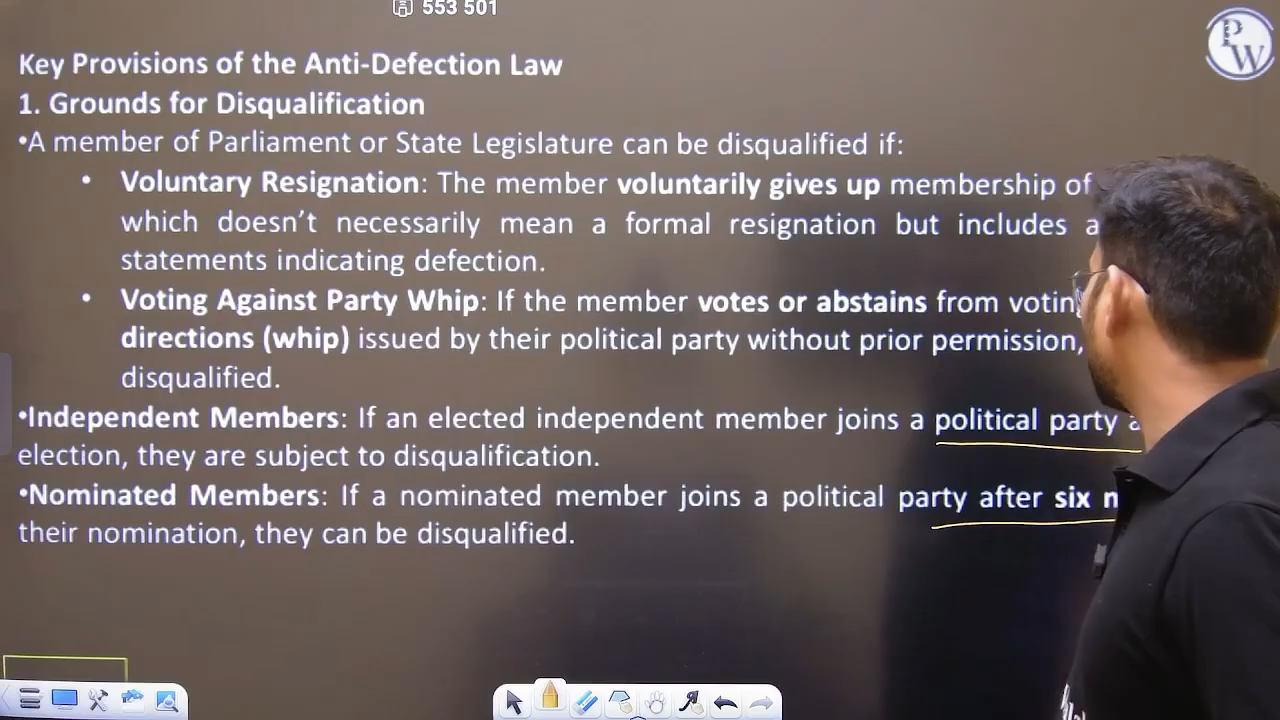 553 501
PW
Key Provisions of the Anti-Defection Law
1. Grounds for Disqualification
•A member of Parliament or State Legislature can be disqualified if:
• Voluntary Resignation: The member voluntarily gives up membership of
which doesn't necessarily mean a formal resignation but includes
statements indicating defection.
• Voting Against Party Whip: If the member votes or abstains from
directions (whip) issued by their political party without prior permission,
disqualified.
•Independent Members: If an elected independent member joins a political party
election, they are subject to disqualification.
•Nominated Members: If a nominated member joins a political party after six
their nomination, they can be disqualified.